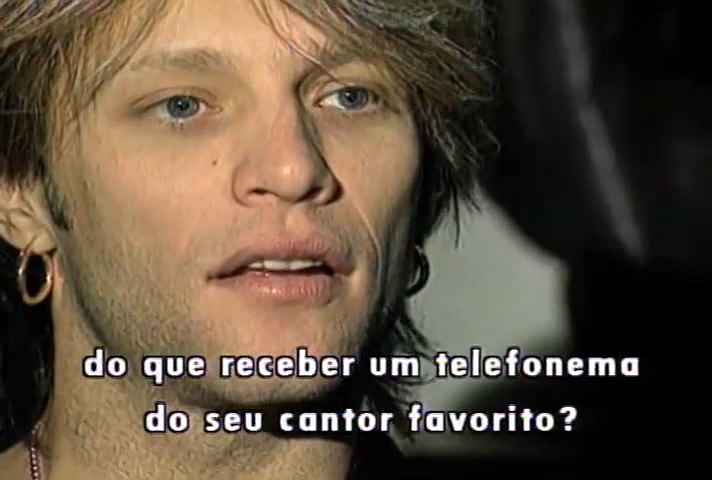 do que receber um telefonema
do seu cantor favorito?